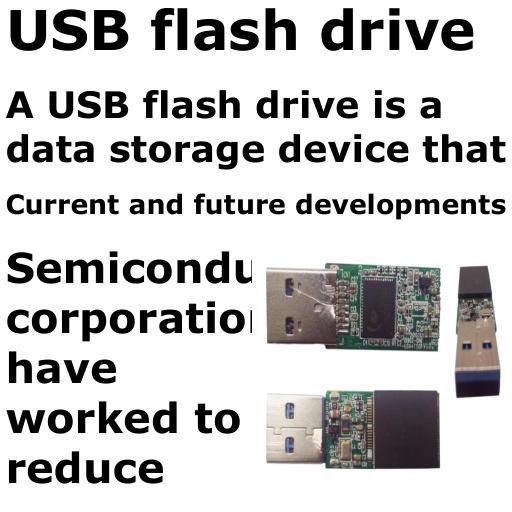 USB flash drive
A USB flash drive is a
data storage device that
Current and future developments
Semicondu
corporatio
have
worked to
reduce